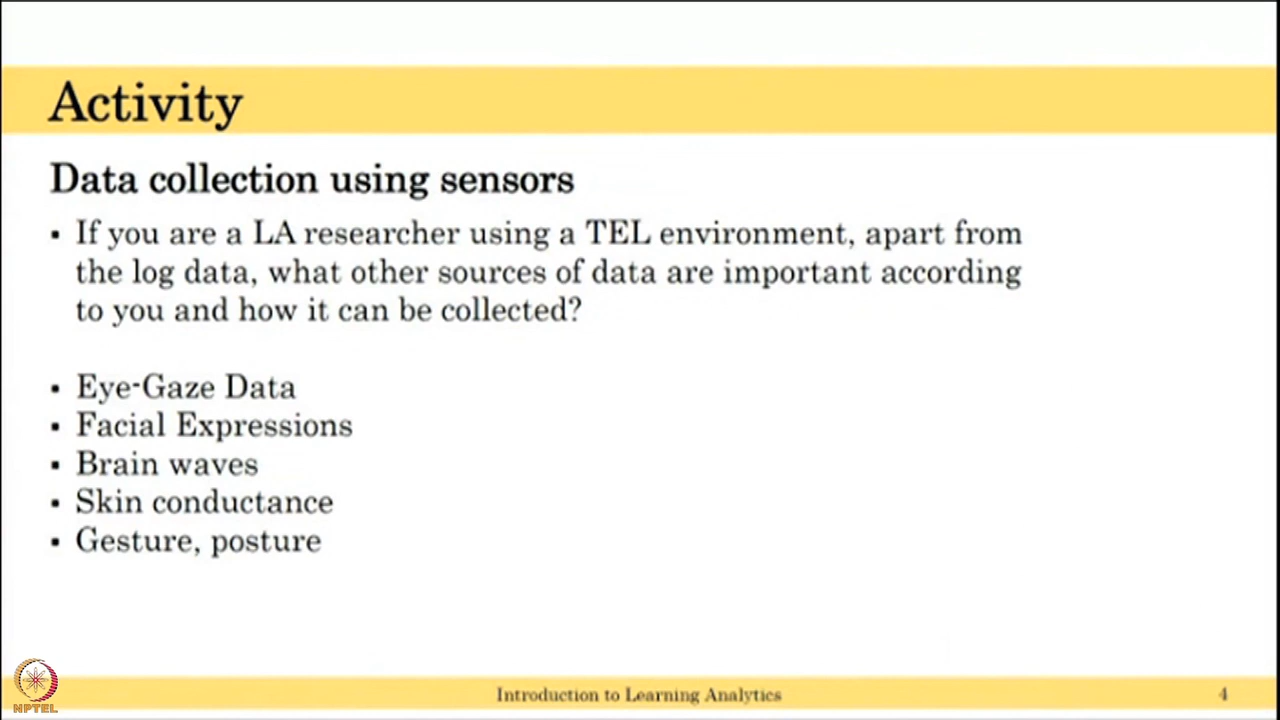 Activity
Data collection using sensors
▪ If you are a LA researcher using a TEL environment, apart from
the log data, what other sources of data are important according
to you and how it can be collected?
▪ Eye-Gaze Data
▪ Facial Expressions
▪ Brain waves
▪ Skin conductance
▪ Gesture, posture
NPTEL
Introduction to Learning Analytics
4